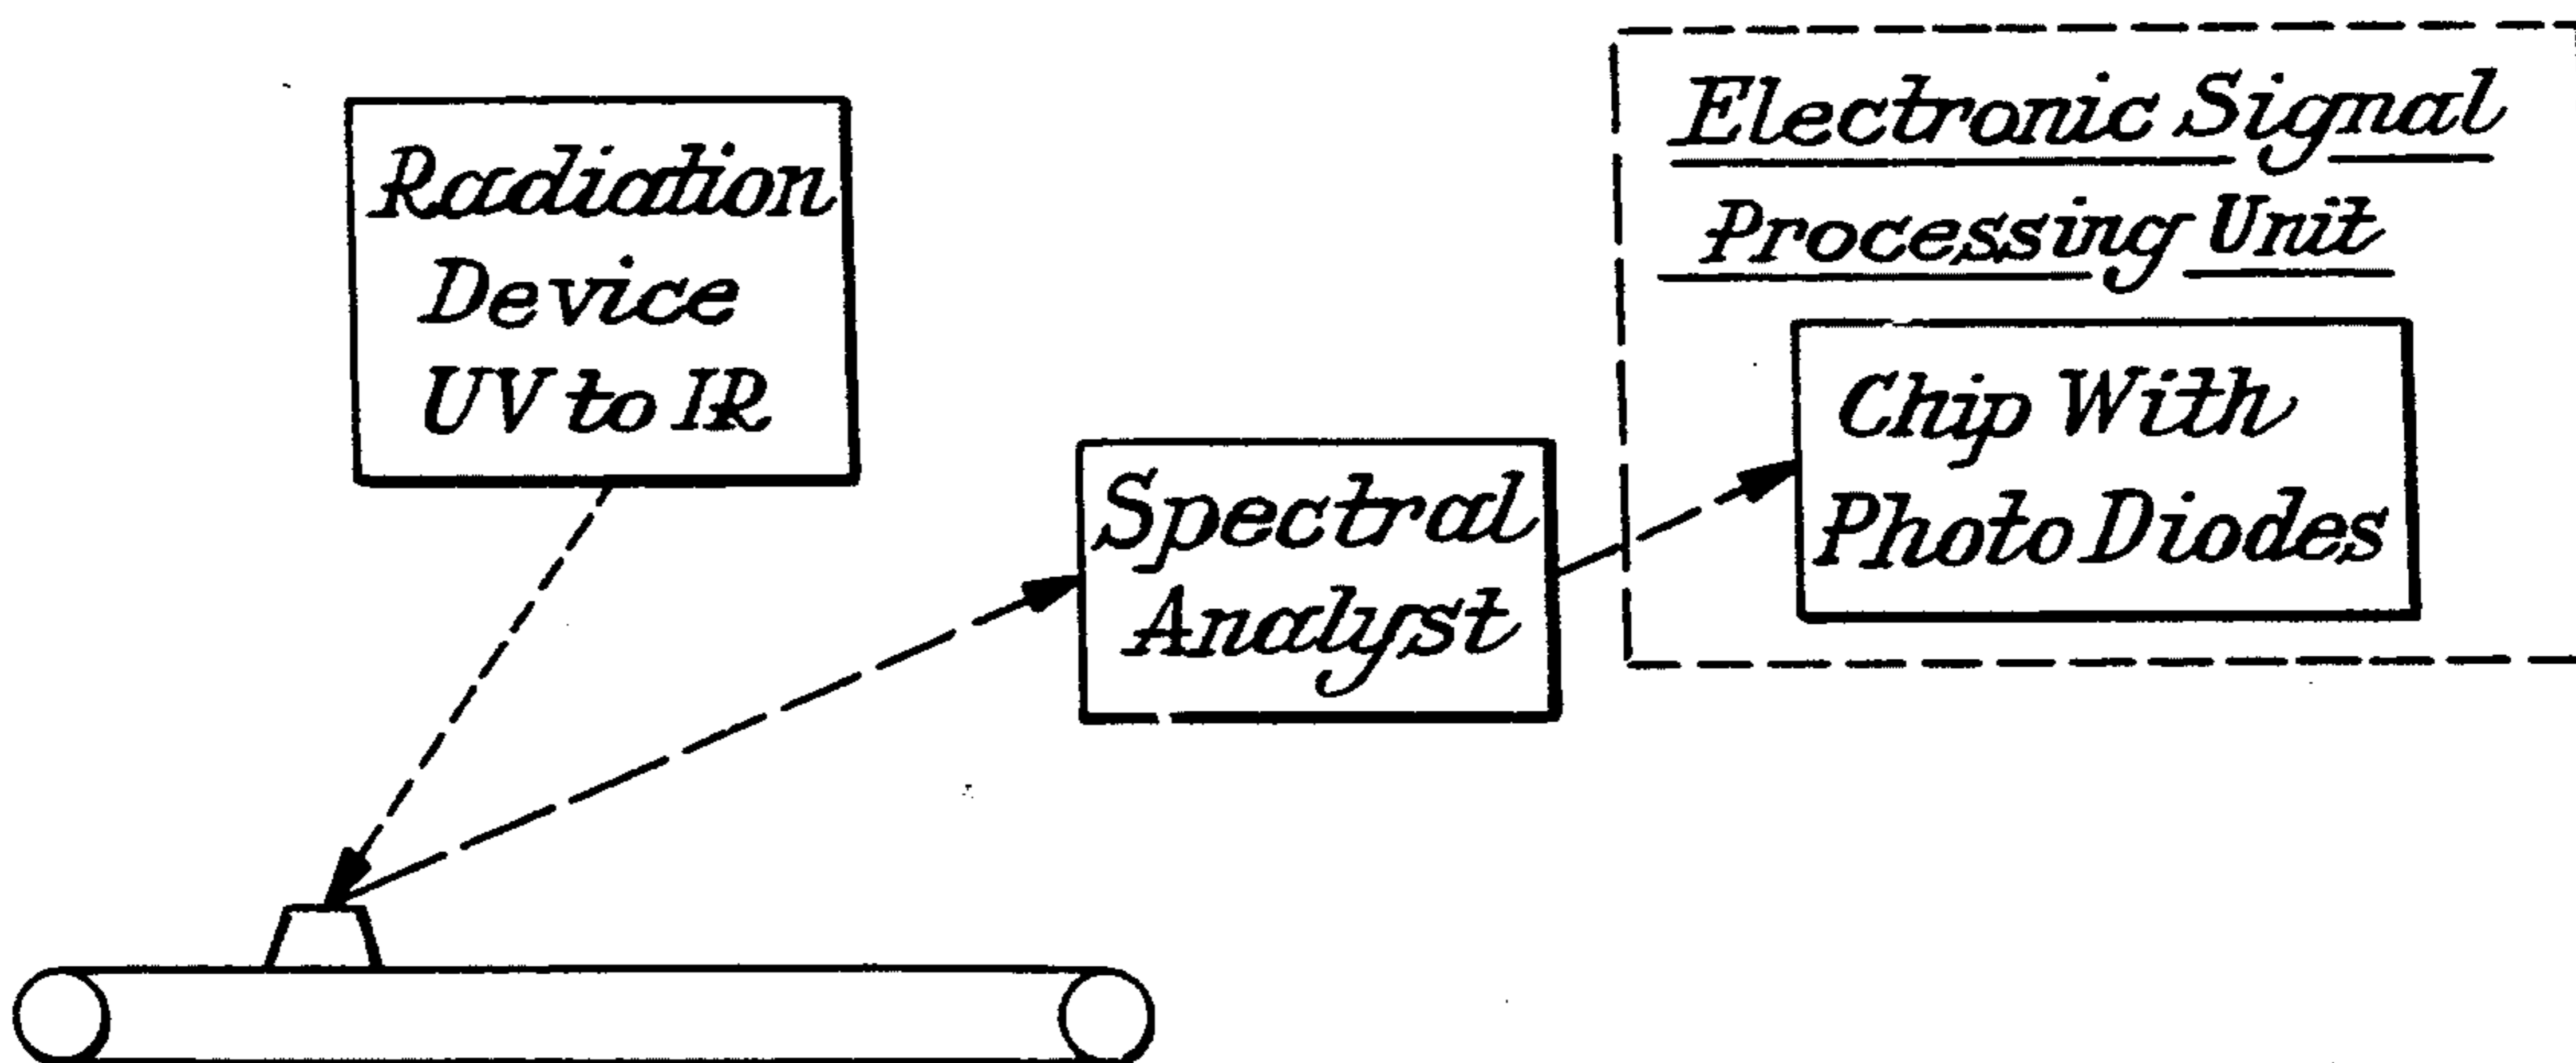 Radiation
Device
UV to IR
Spectral
Analyst
Electronic Signal
Processing Unit
Chip With
Photo Diodes